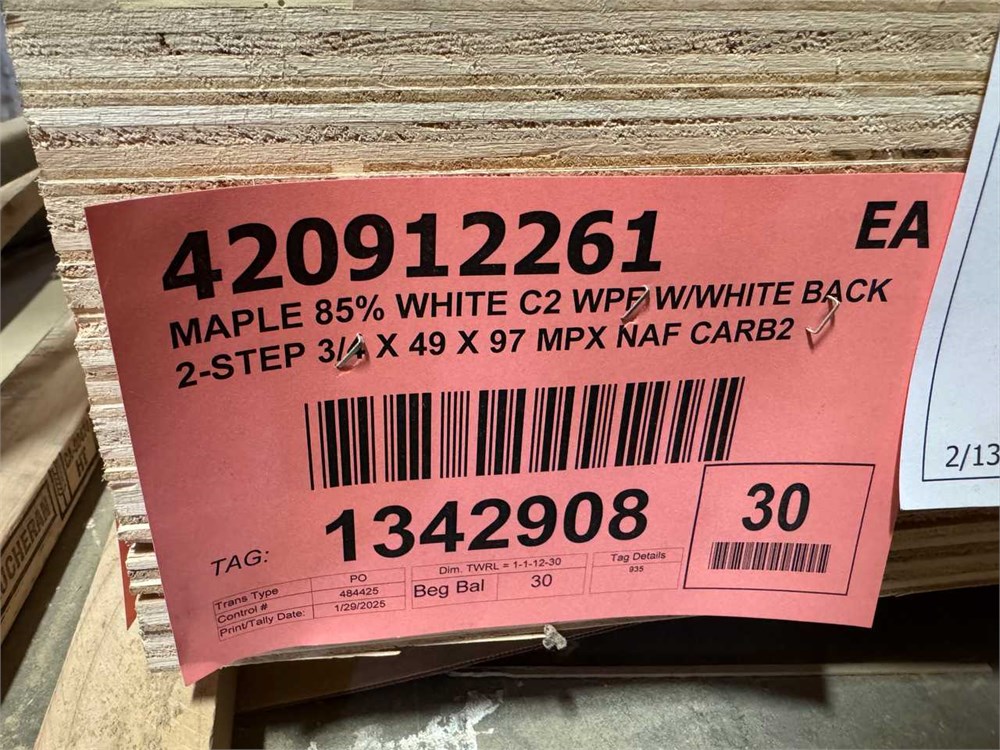 420912261
EA
MAPLE 85% WHITE C2 WPF W/WHITE BACK
2-STEP 3/4 X 49 X 97 MPX NAF CARB2
1342908
TAG:
30
Trans Type PO
Control # 484425
Print/Tally Date: 1/29/2025
Dim. TWRL = 1-1-12-30
Beg Bal 30
Tag Details
935
2/13
HT